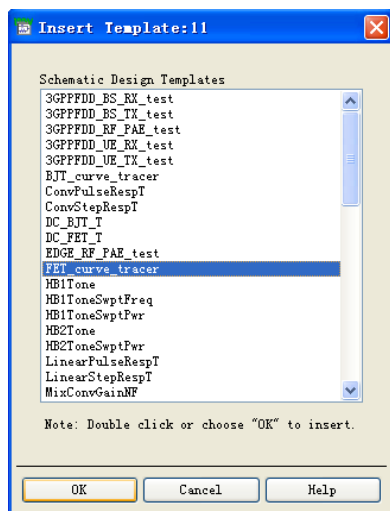 Insert Template:11
Schematic Design Templates
3GPPFDD_BS_RX_test
3GPPFDD_BS_TX_test
3GPPFDD_RF_PAE_test
3GPPFDD_UE_RX_test
3GPPFDD_UE_TX_test
BJT_curve_tracer
ConvPulseRespT
ConvStepRespT
DC_BJT_T
DC_FET_T
EDGE_RF_PAE_test
FET_curve_tracer
HB1Tone
HB1ToneSwptFreq
HB1ToneSwptPwr
HB2Tone
HB2ToneSwptPwr
LinearPulseRespT
LinearStepRespT
MixConvGainNF
Note: Double click or choose "OK" to insert.
OK Cancel Help